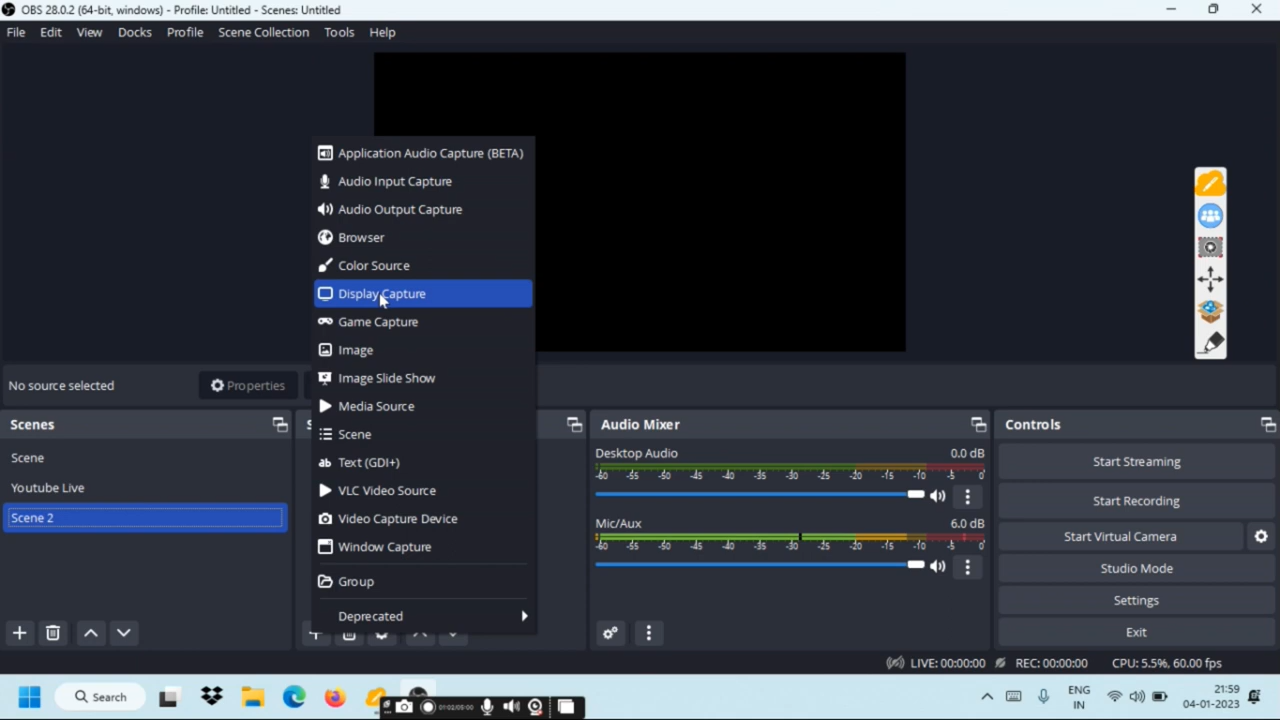 OBS 28.0.2 (64-bit, windows) - Profile: Untitled - Scenes: Untitled
File Edit View Docks Profile Scene Collection Tools Help
Application Audio Capture (BETA)
Audio Input Capture
Audio Output Capture
Browser
Color Source
Display Capture
Game Capture
Image
Image Slide Show
Media Source
Scene
ab Text (GDI+)
VLC Video Source
Video Capture Device
Window Capture
Group
Deprecated
No source selected
Properties
Scenes
Scene
Youtube Live
Scene 2
S
Audio Mixer
Desktop Audio 0.0 dB
-60 -55 -50 -45 -40 -35 -30 -25 -20 -15 -10 -5 0
Mic/Aux 6.0 dB
-60 -55 -50 -45 -40 -35 -30 -25 -20 -15 -10 -5 0
Controls
Start Streaming
Start Recording
Start Virtual Camera
Studio Mode
Settings
Exit
LIVE: 00:00:00 REC: 00:00:00 CPU: 5.5%, 60.00 fps
Search
ENG
IN
21:59
04-01-2023